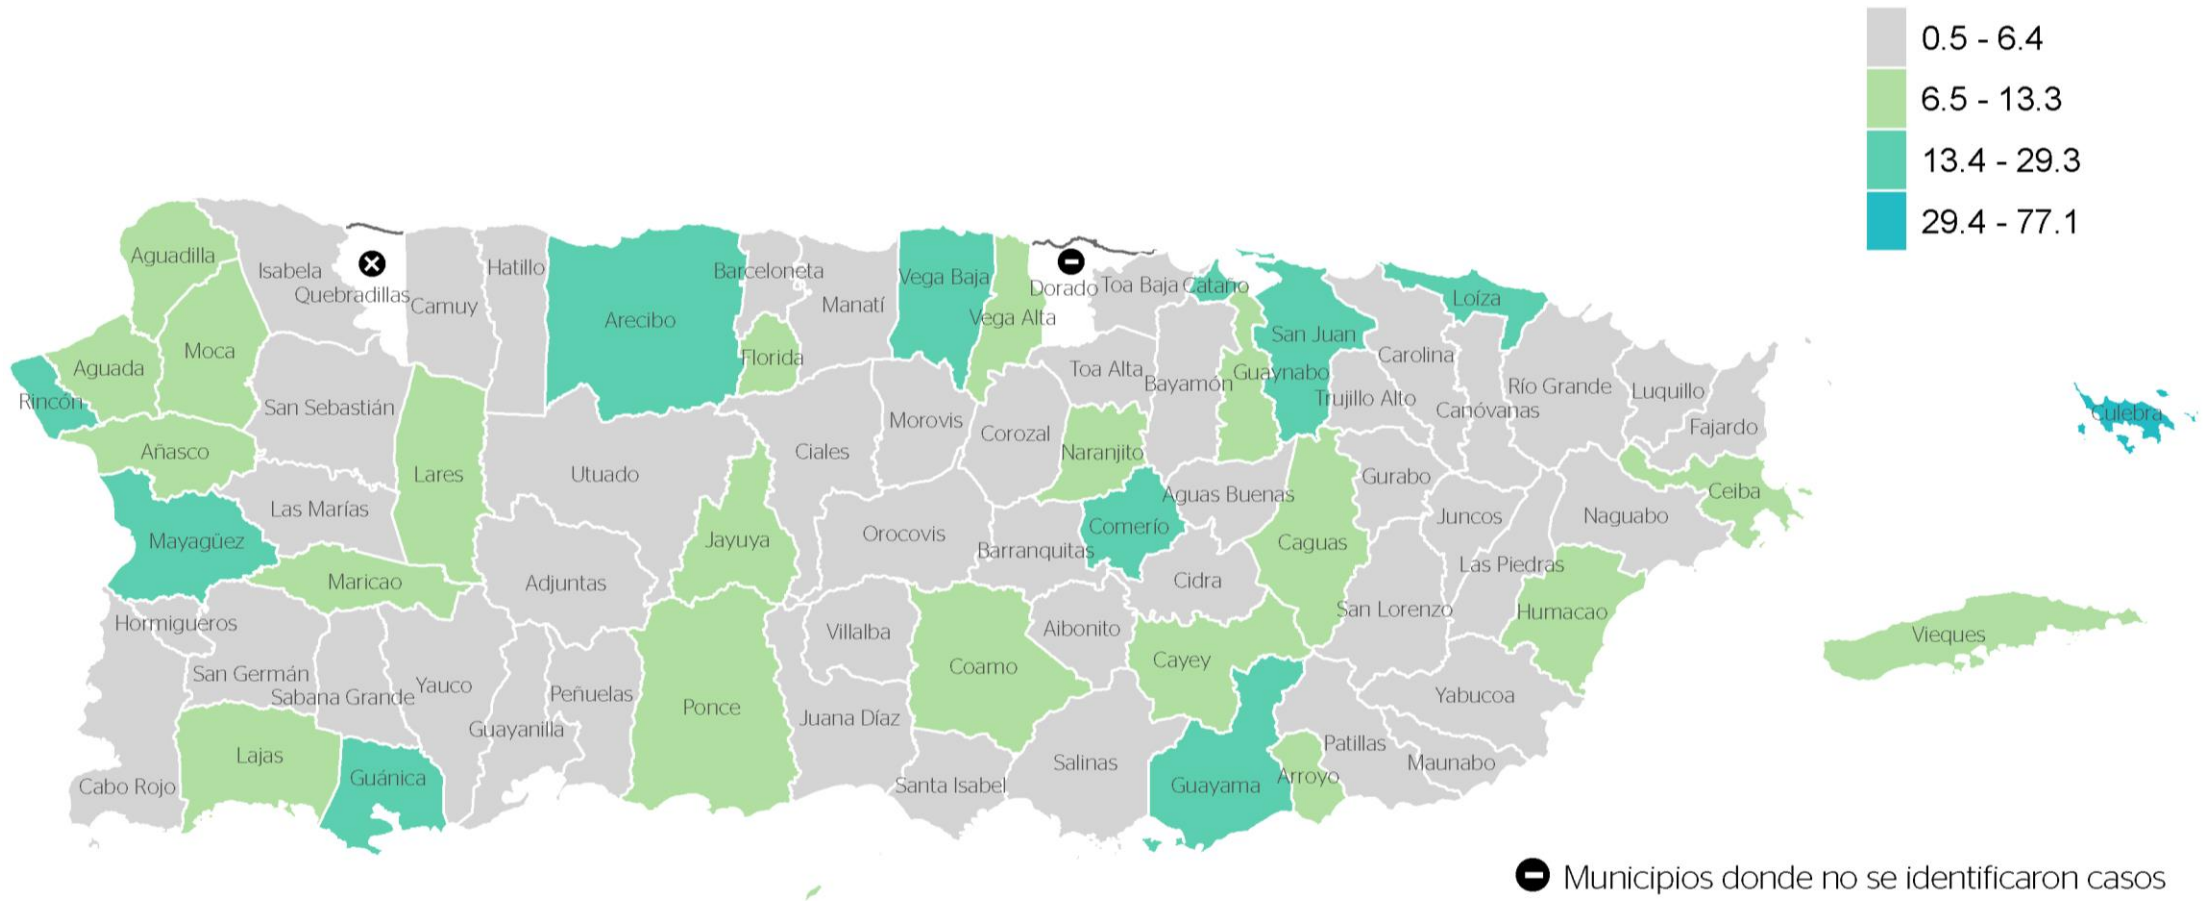 0.5 - 6.4
6.5 - 13.3
13.4 - 29.3
29.4 - 77.1
Aguadilla
Isabela
Quebradillas
Camuy
Hatillo
Arecibo
Barceloneta
Manatí
Vega Baja
Vega Alta
Dorado
Toa Baja
Cataño
San Juan
Loíza
Moca
Aguada
Rincón
San Sebastián
Florida
Toa Alta
Bayamón
Guaynabo
Trujillo Alto
Carolina
Canóvanas
Río Grande
Luquillo
Fajardo
Culebra
Añasco
Lares
Utuado
Ciales
Morovis
Corozal
Naranjito
Aguas Buenas
Gurabo
Ceiba
Las Marías
Mayagüez
Jayuya
Orocovis
Barranquitas
Comerío
Caguas
Juncos
Naguabo
Las Piedras
Maricao
Adjuntas
Cidra
San Lorenzo
Humacao
Hormigueros
Villalba
Aibonito
Vieques
San Germán
Sabana Grande
Yauco
Guayanilla
Peñuelas
Ponce
Juana Díaz
Coamo
Cayey
Yabucoa
Cabo Rojo
Lajas
Guánica
Santa Isabel
Salinas
Guayama
Arroyo
Patillas
Maunabo
Municipios donde no se identificaron casos